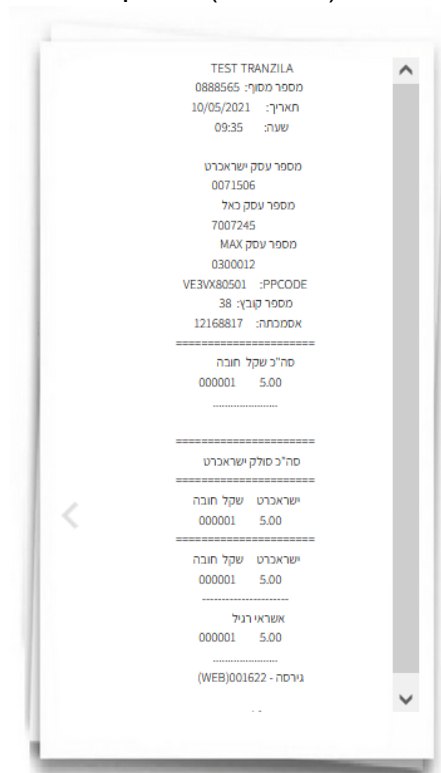 TEST TRANZILA
מספר מסוף: 0888565
תאריך: 10/05/2021
שעה: 09:35
מספר עסק ישראכרט
0071506
מספר עסק כאל
7007245
מספר עסק MAX
0300012
VE3VX80501 :PPCODE
מספר קובץ: 38
אסמכתה: 12168817
======================
סה"כ שקל חובה
000001 5.00
......................
======================
סה"כ סולק ישראכרט
======================
ישראכרט שקל חובה
000001 5.00
======================
ישראכרט שקל חובה
000001 5.00
----------------------
אשראי רגיל
000001 5.00
......................
גירסה - 001622(WEB)